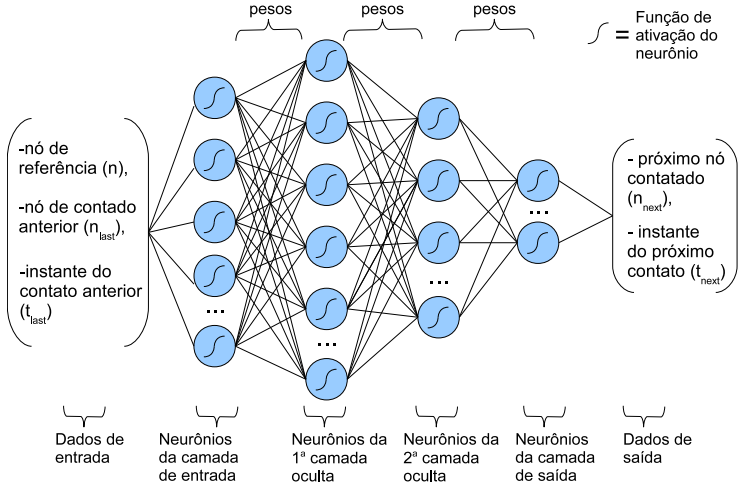 pesos
pesos
pesos
= Função de
ativação do
neurônio
-nó de
referência (n),
-nó de contado
anterior (n_last),
-instante do
contato anterior
(t_last)
...
...
...
...
- próximo nó
contatado
(n_next),
- instante
do próximo
contato (t_next)
Dados de
entrada
Neurônios
da camada
de entrada
Neurônios da
1ª camada
oculta
Neurônios da
2ª camada
oculta
Neurônios
da camada
de saída
Dados de
saída